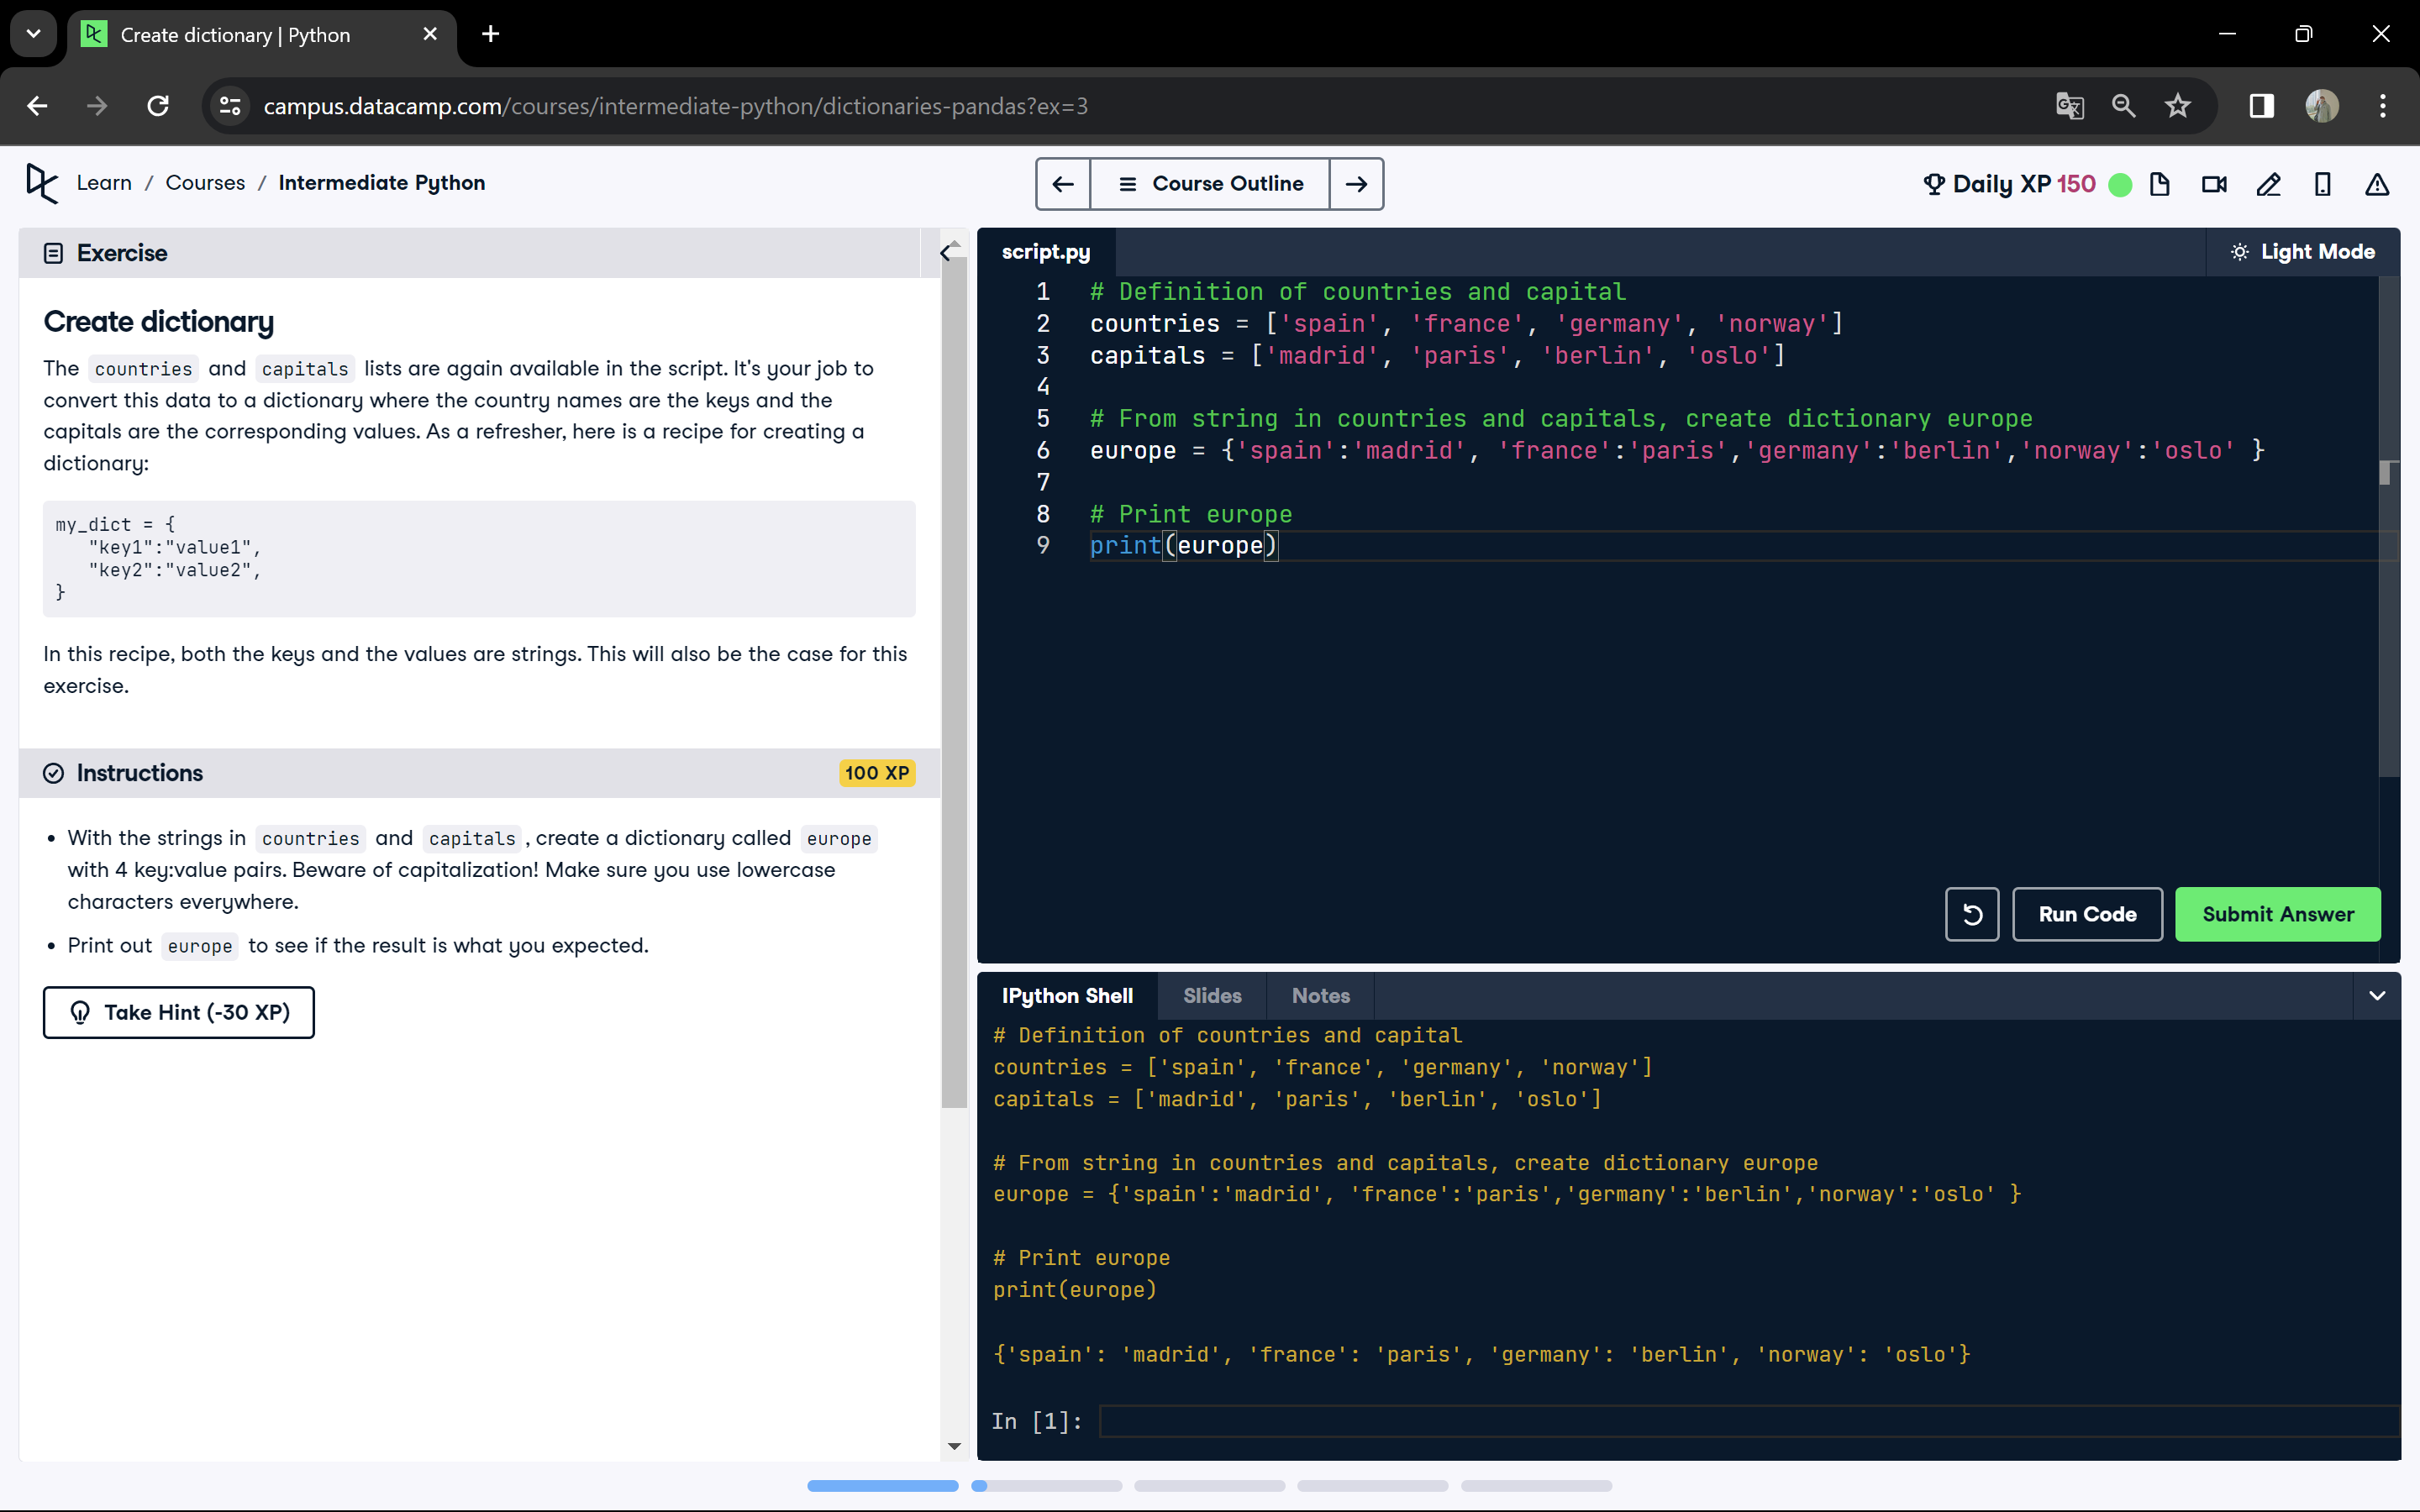 Create dictionary | Python
campus.datacamp.com/courses/intermediate-python/dictionaries-pandas?ex=3
Learn / Courses / Intermediate Python
Course Outline
Daily XP 150
Exercise
Create dictionary
The countries and capitals lists are again available in the script. It's your job to
convert this data to a dictionary where the country names are the keys and the
capitals are the corresponding values. As a refresher, here is a recipe for creating a
dictionary:
my_dict = {
"key1":"value1",
"key2":"value2",
}
In this recipe, both the keys and the values are strings. This will also be the case for this
exercise.
Instructions
100 XP
With the strings in countries and capitals, create a dictionary called europe
with 4 key:value pairs. Beware of capitalization! Make sure you use lowercase
characters everywhere.
Print out europe to see if the result is what you expected.
Take Hint (-30 XP)
script.py
Light Mode
1 # Definition of countries and capital
2 countries = ['spain', 'france', 'germany', 'norway']
3 capitals = ['madrid', 'paris', 'berlin', 'oslo']
4
5 # From string in countries and capitals, create dictionary europe
6 europe = {'spain':'madrid', 'france':'paris','germany':'berlin','norway':'oslo' }
7
8 # Print europe
9 print(europe)
Run Code
Submit Answer
IPython Shell
Slides
Notes
# Definition of countries and capital
countries = ['spain', 'france', 'germany', 'norway']
capitals = ['madrid', 'paris', 'berlin', 'oslo']
# From string in countries and capitals, create dictionary europe
europe = {'spain':'madrid', 'france':'paris','germany':'berlin','norway':'oslo' }
# Print europe
print(europe)
{'spain': 'madrid', 'france': 'paris', 'germany': 'berlin', 'norway': 'oslo'}
In [1]: